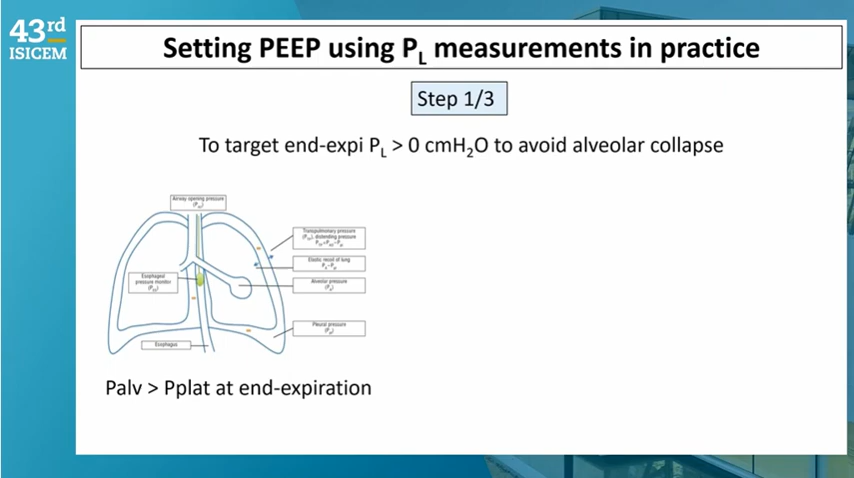 43rd
ISICEM
Setting PEEP using PL measurements in practice
Step 1/3
To target end-expi PL > 0 cmH2O to avoid alveolar collapse
Airway opening pressure
Transpulmonary pressure
distending pressure
Elastic recoil of lung
Esophageal
pressure monitor
Alveolar pressure
Pleural pressure
Esophagus
Palv > Pplat at end-expiration